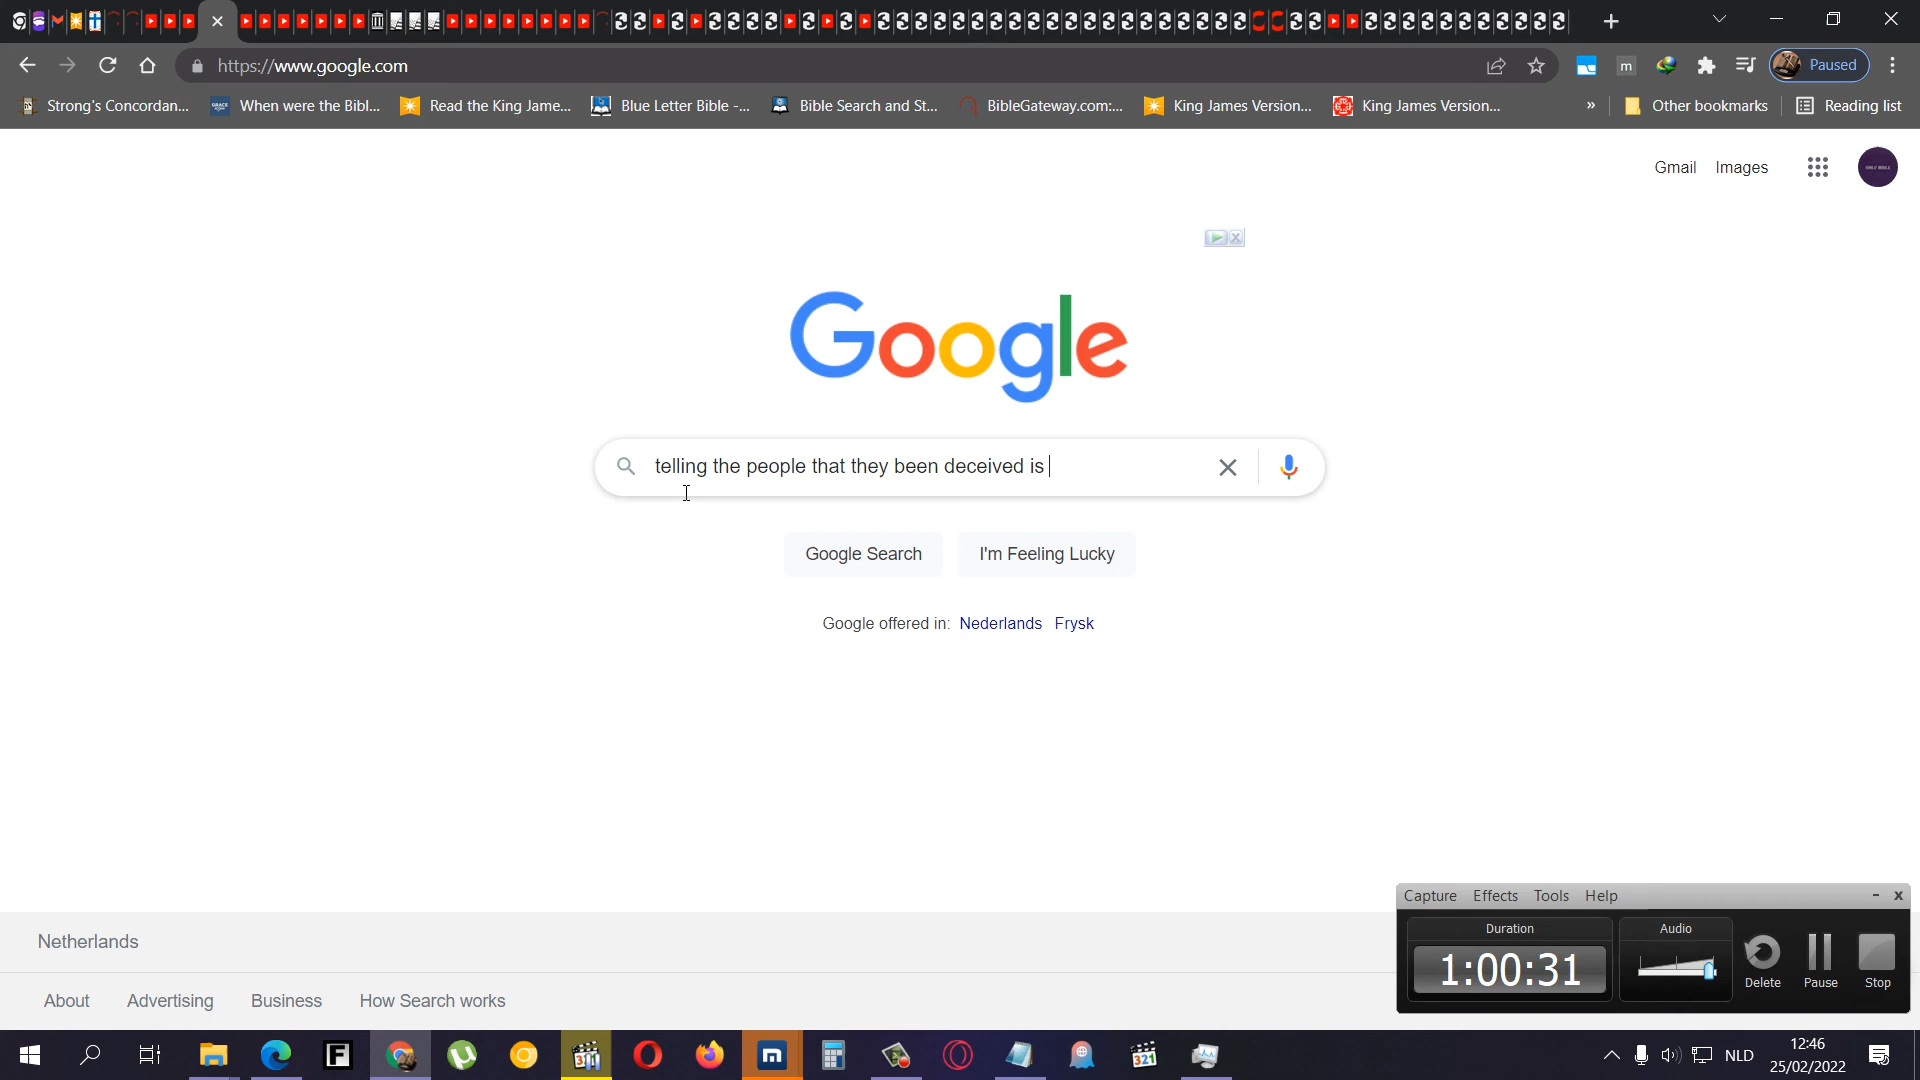 https://www.google.com
Paused
Strong's Concordan...
When were the Bibl...
Read the King Jame...
Blue Letter Bible -...
Bible Search and St...
BibleGateway.com:...
King James Version...
King James Version...
»
Other bookmarks
Reading list
Gmail
Images
Google
telling the people that they been deceived is
Google Search
I'm Feeling Lucky
Google offered in: Nederlands Frysk
Capture Effects Tools Help
Duration
Audio
1:00:31
Delete
Pause
Stop
Netherlands
About
Advertising
Business
How Search works
NLD
12:46
25/02/2022